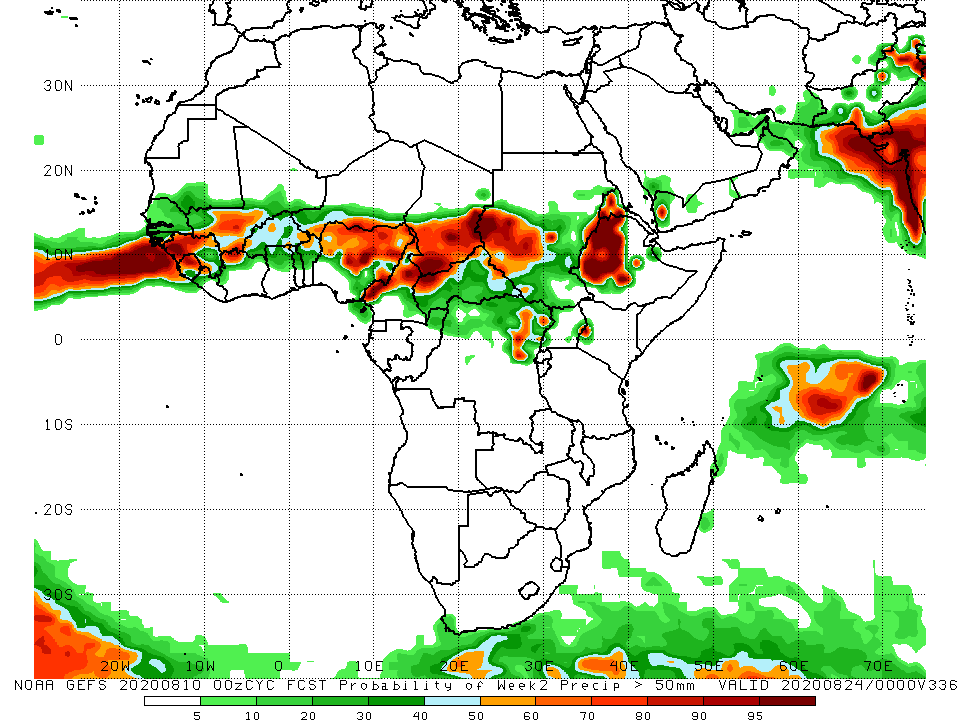 30N
20N
10N
0
10S
20S
30S
20W 10W 0 10E 20E 30E 40E 50E 60E 70E
NOAA GEFS 20200810 00zCYC FCST Probability of Week2 Precip > 50mm VALID 20200824/0000V336
5 10 20 30 40 50 60 70 80 90 95